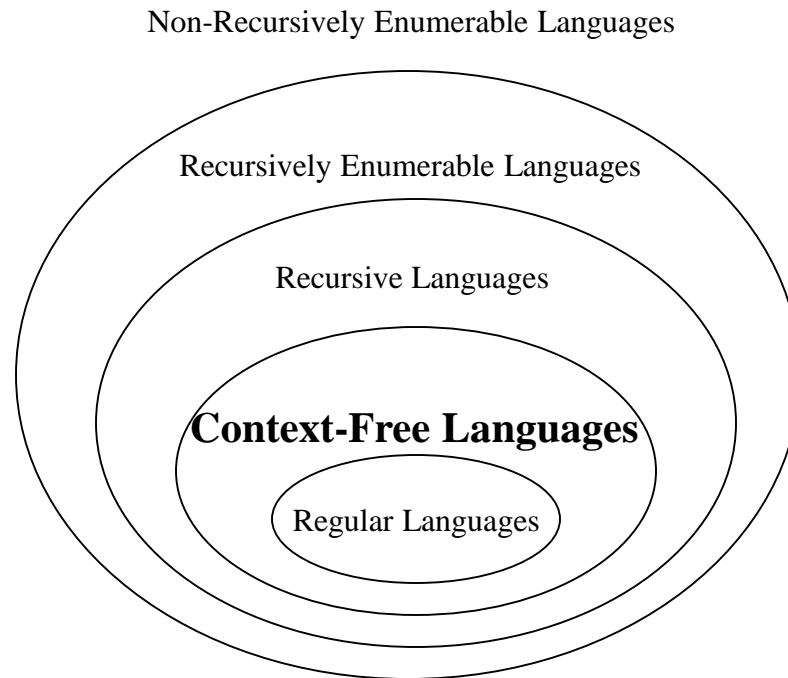 Non-Recursively Enumerable Languages
Recursively Enumerable Languages
Recursive Languages
Context-Free Languages
Regular Languages